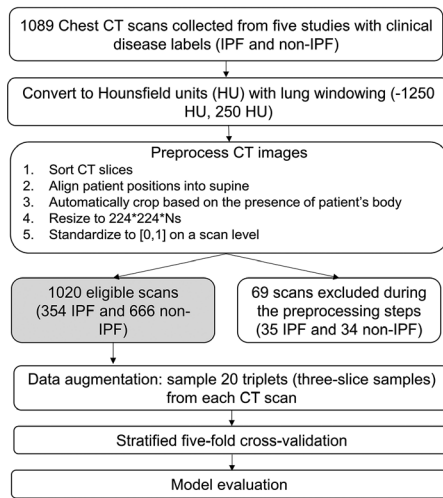 1089 Chest CT scans collected from five studies with clinical
disease labels (IPF and non-IPF)
Convert to Hounsfield units (HU) with lung windowing (-1250
HU, 250 HU)
Preprocess CT images
1. Sort CT slices
2. Align patient positions into supine
3. Automatically crop based on the presence of patient's body
4. Resize to 224*224*Ns
5. Standardize to [0,1] on a scan level
1020 eligible scans
(354 IPF and 666 non-
IPF)
69 scans excluded during
the preprocessing steps
(35 IPF and 34 non-IPF)
Data augmentation: sample 20 triplets (three-slice samples)
from each CT scan
Stratified five-fold cross-validation
Model evaluation